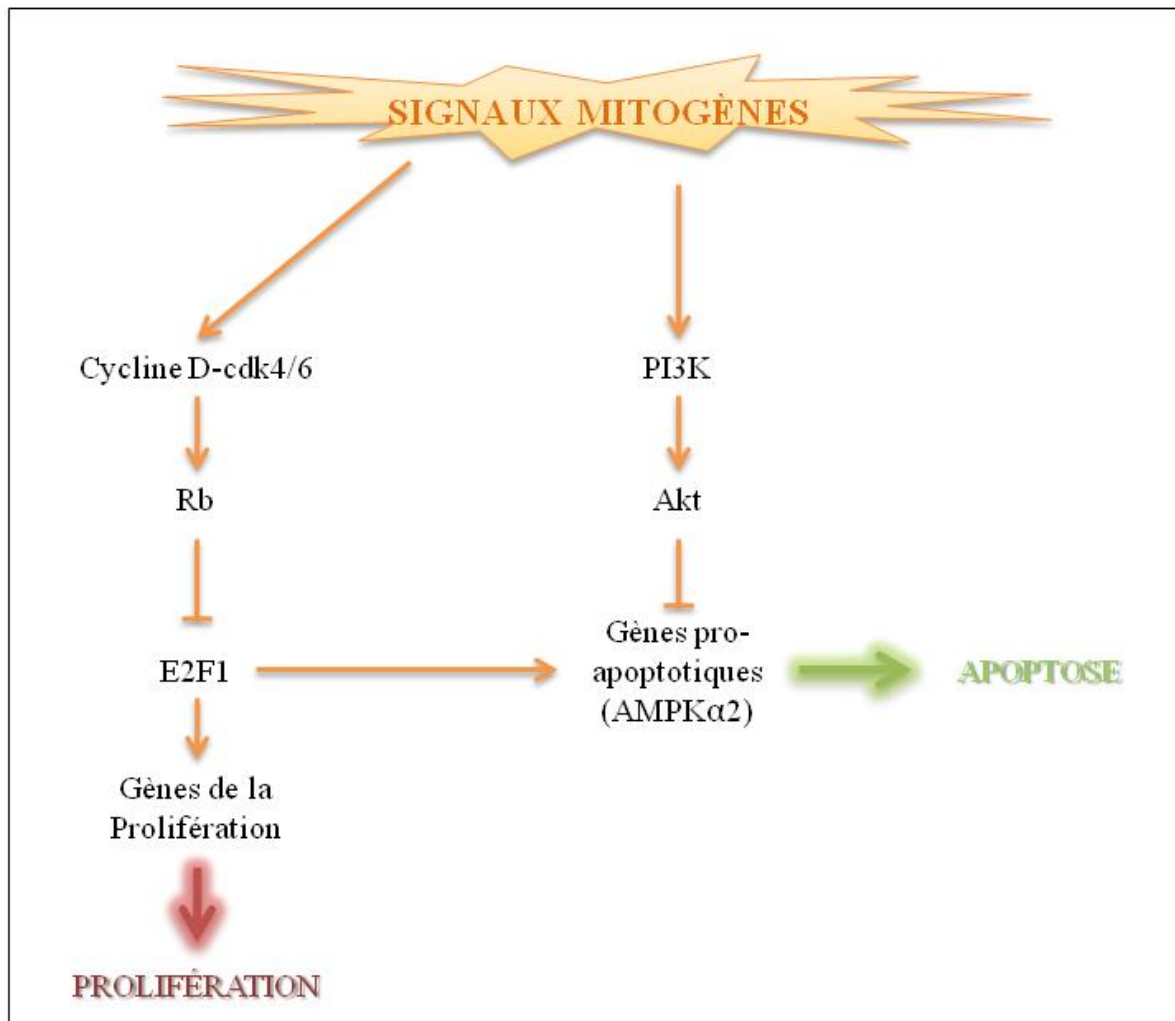 SIGNAUX MITOGÈNES
Cycline D-cdk4/6
PI3K
Rb
Akt
E2F1
Gènes pro-
apoptotiques
(AMPKα2)
APOPTOSE
Gènes de la
Prolifération
PROLIFÉRATION